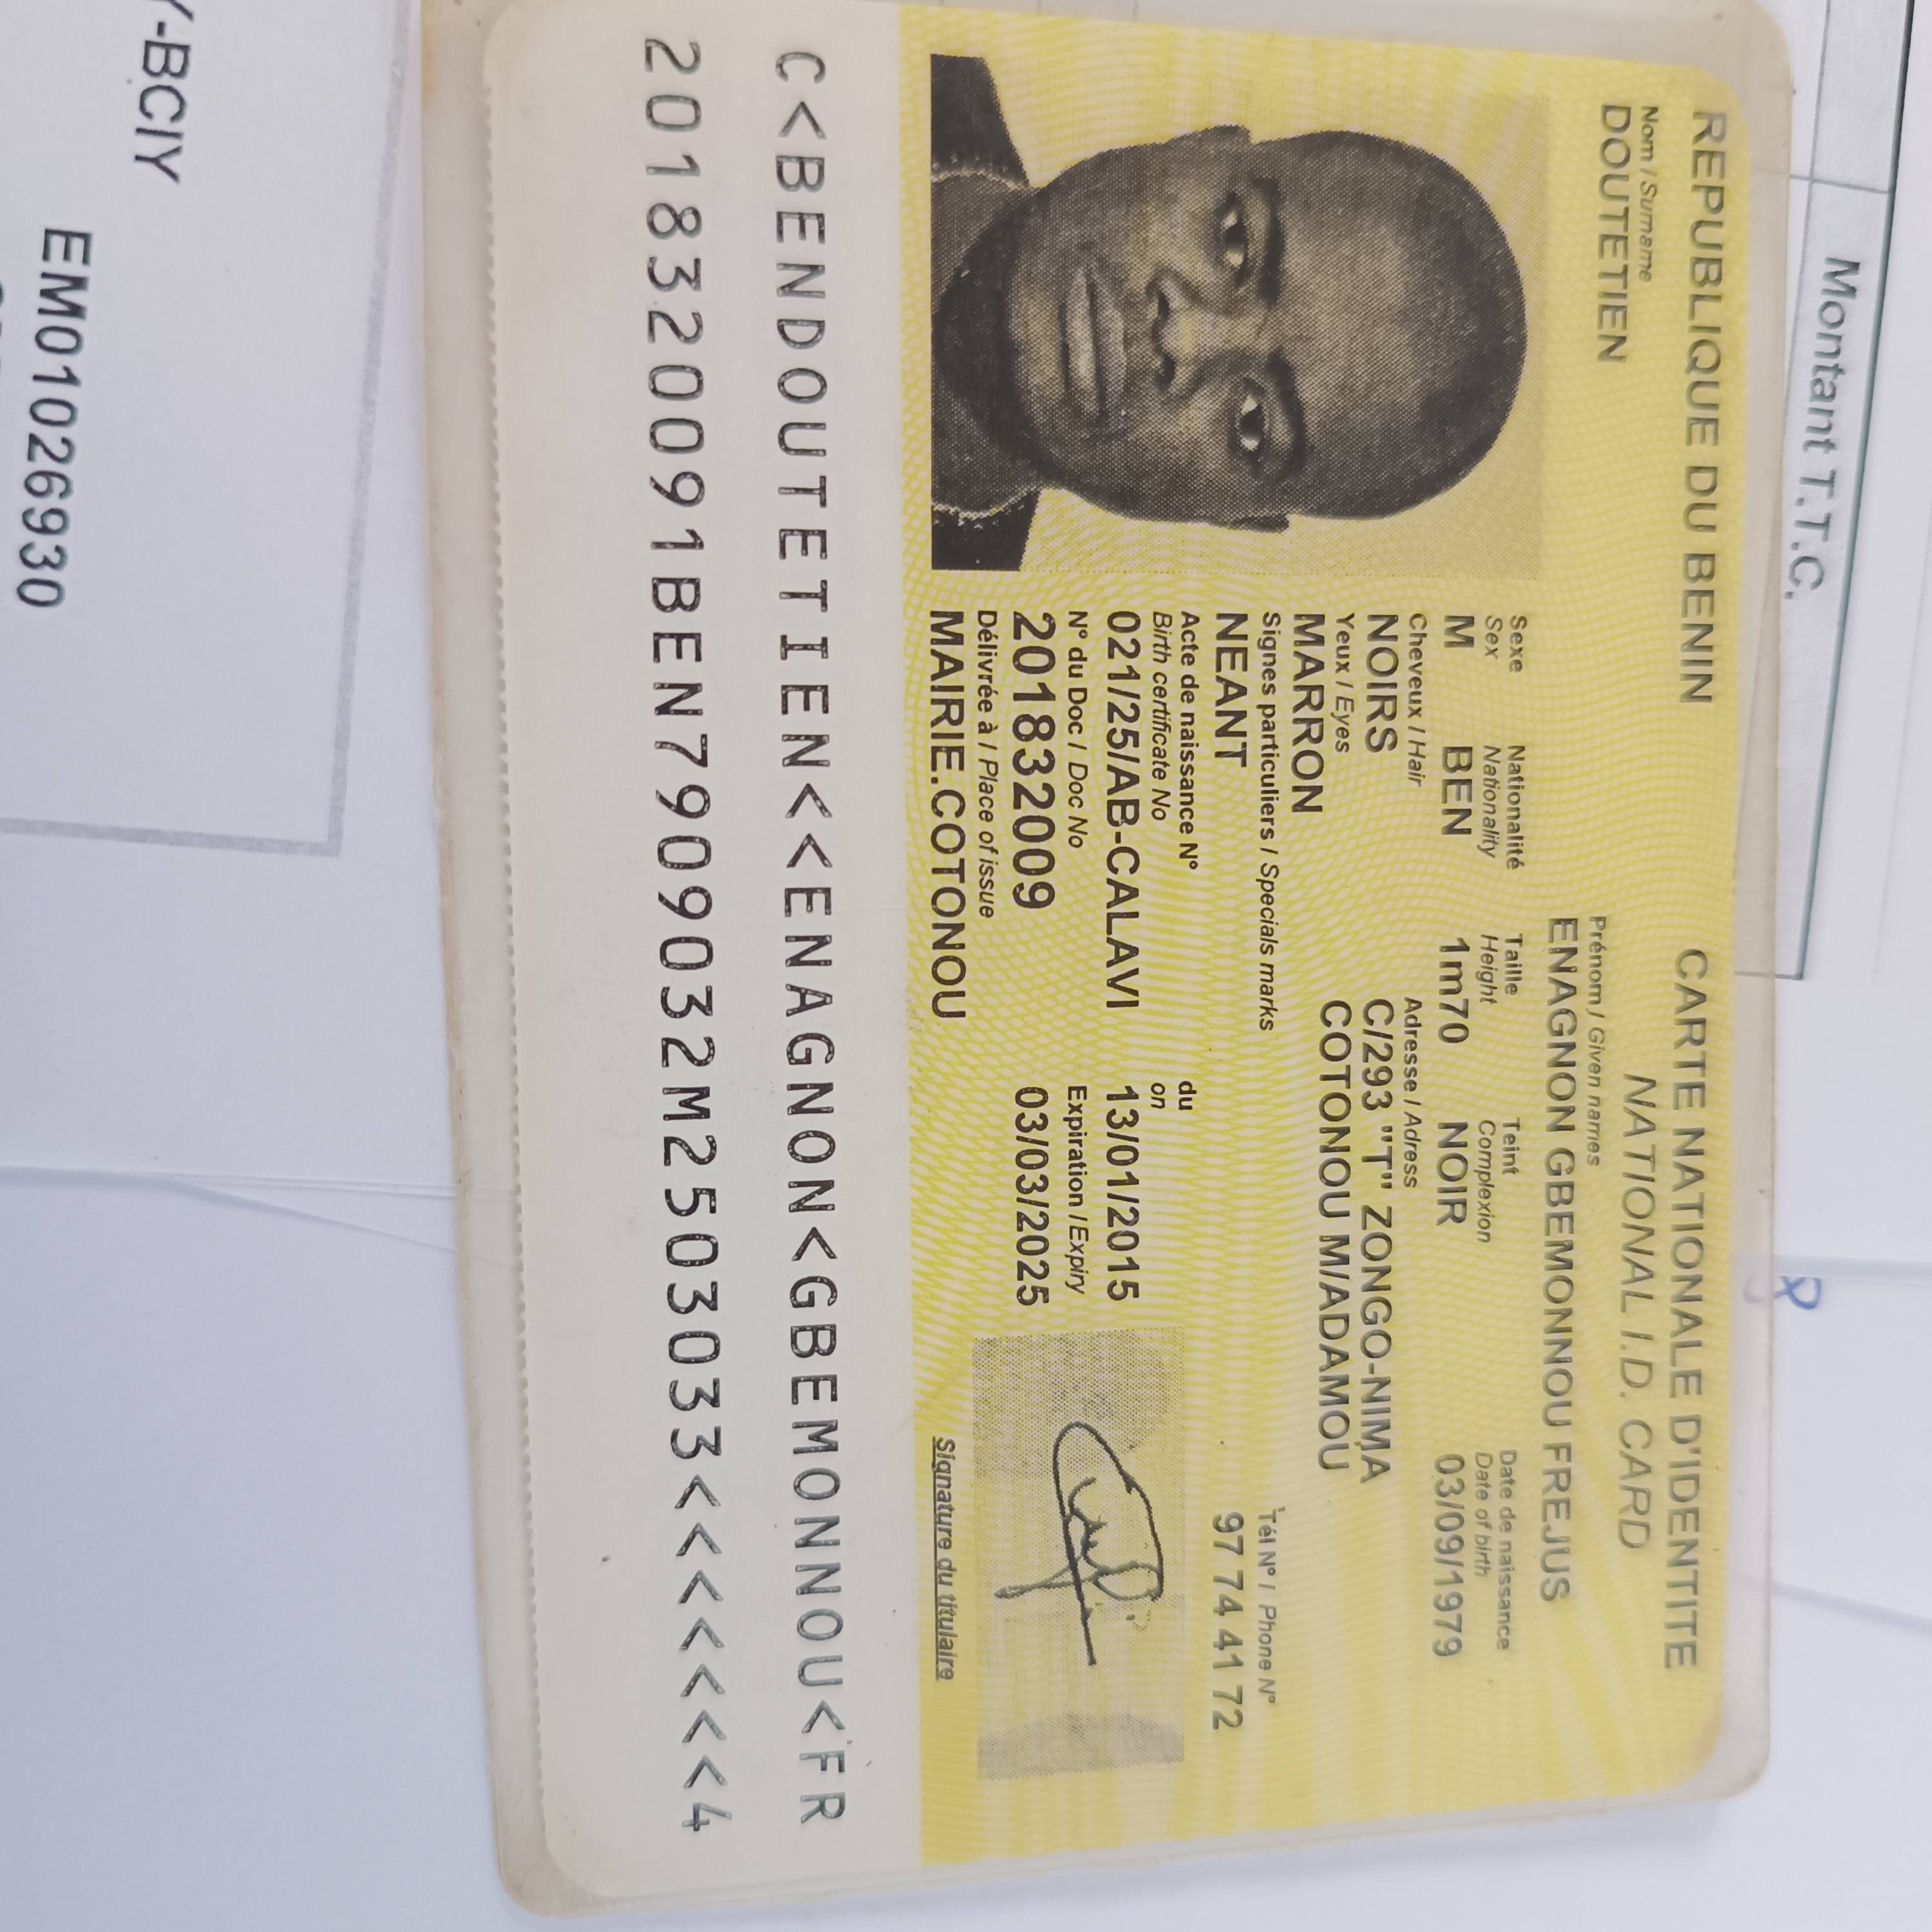 REPUBLIQUE DU BENIN
CARTE NATIONALE D'IDENTITE
NATIONAL I.D. CARD
Nom / Surname
DOUTETIEN
Prénom / Given names
ENAGNON GBEMONNOU FREJUS
Sexe Nationalité Taille Teint Date de naissance
Sex Nationality Height Complexion Date of birth
M BEN 1m70 NOIR 03/09/1979
Cheveux / Hair Adresse / Adress
NOIRS C/293 "T" ZONGO-NIMA
Yeux / Eyes COTONOU M/ADAMOU
MARRON
Signes particuliers / Specials marks Tél N° / Phone N°
NEANT 97 74 41 72
Acte de naissance N° du
Birth certificate No on
021/25/AB-CALAVI 13/01/2015
N° du Doc / Doc No Expiration / Expiry
201832009 03/03/2025
Délivrée à / Place of issue
MAIRIE.COTONOU
Signature du titulaire
C<BENDOUTETIEN<<ENAGNON<GBEMONNOU<FR
2018320091BEN7909032M2503033<<<<<<<4
Montant T.T.C.
Y-BCIY
EM01026930